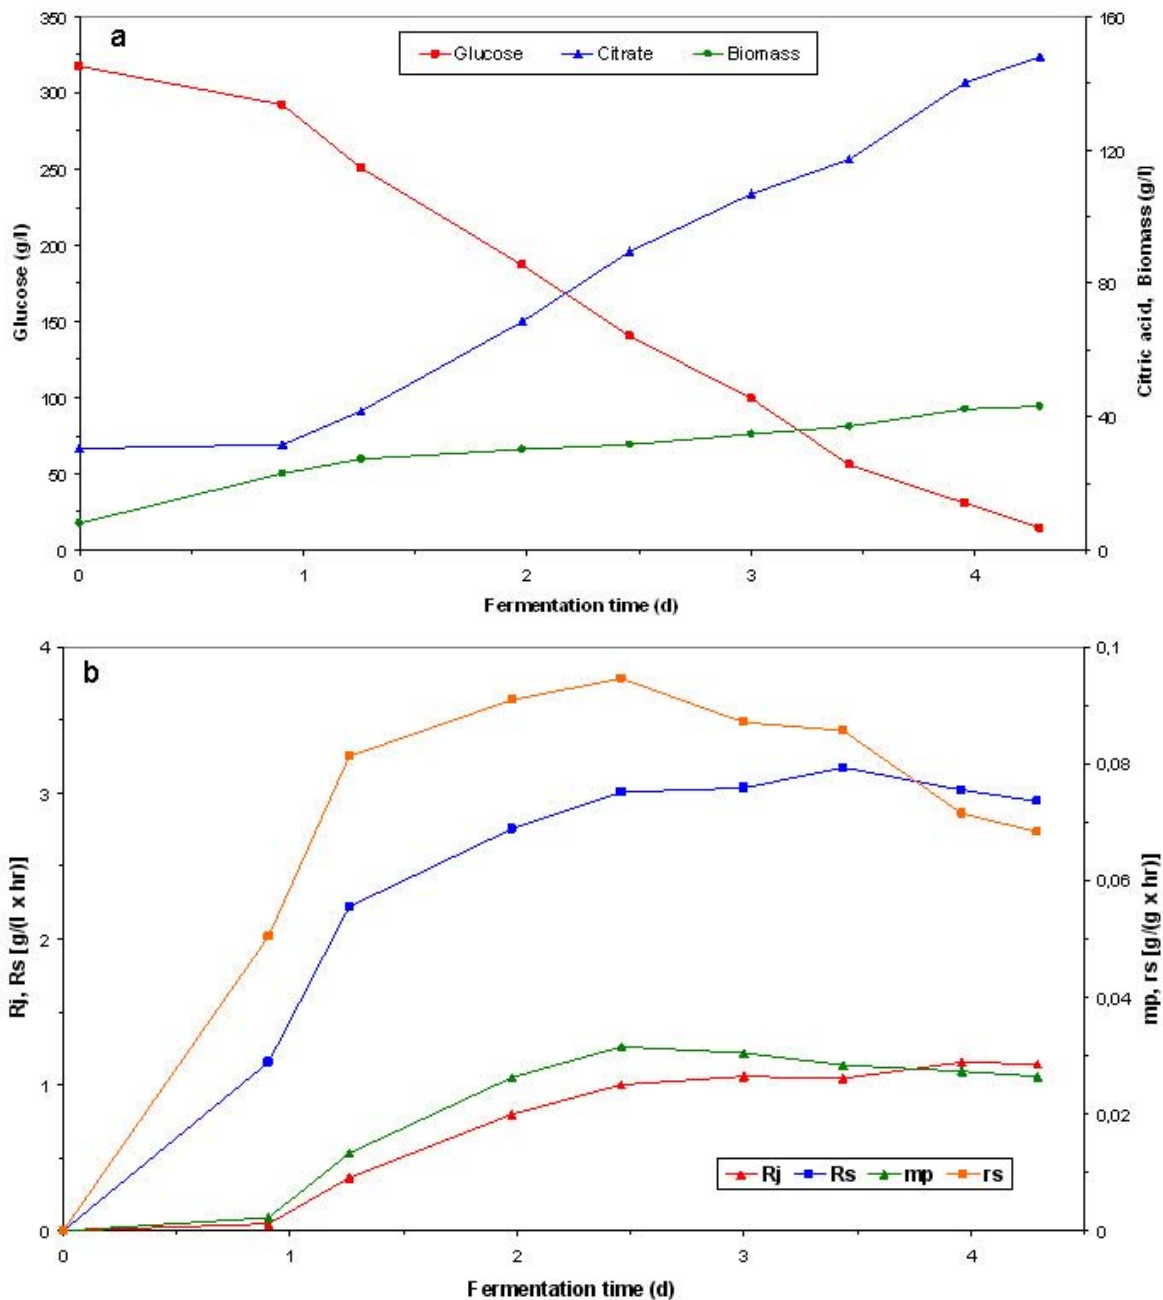 a
Glucose Citrate Biomass
350
300
250
200
150
100
50
0
Glucose (g/l)
160
120
80
40
0
Citric acid, Biomass (g/l)
0 1 2 3 4
Fermentation time (d)
b
4
3
2
1
0
Rj, Rs [g/(l x hr)]
0,1
0,08
0,06
0,04
0,02
0
mp, rs [g/(g x hr)]
Rj Rs mp rs
0 1 2 3 4
Fermentation time (d)